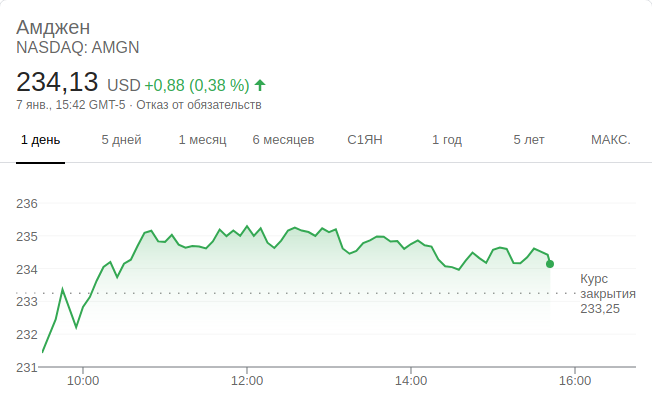 Амджен
NASDAQ: AMGN
234,13 USD +0,88 (0,38 %)
7 янв., 15:42 GMT-5 · Отказ от обязательств
1 день 5 дней 1 месяц 6 месяцев С1ЯН 1 год 5 лет МАКС.
236
235
234
233
232
231
Курс
закрытия
233,25
10:00 12:00 14:00 16:00